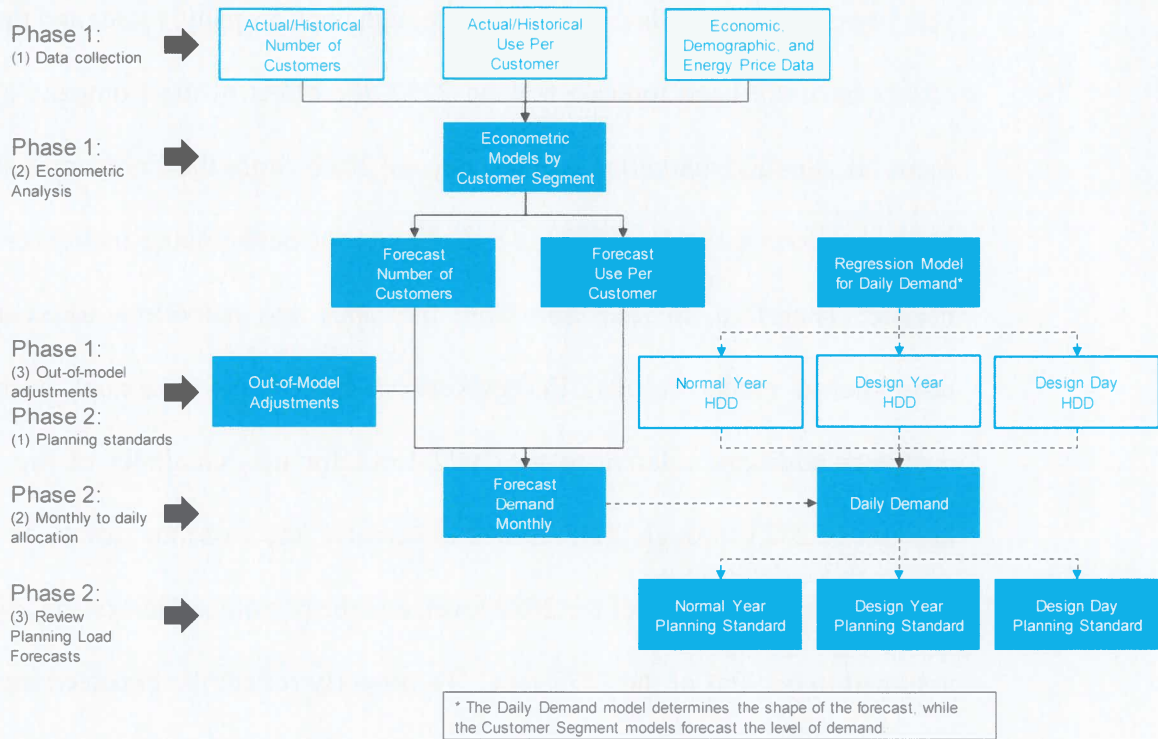 Phase 1:
(1) Data collection
Actual/Historical
Number of
Customers
Actual/Historical
Use Per
Customer
Economic,
Demographic, and
Energy Price Data
Phase 1:
(2) Econometric
Analysis
Econometric
Models by
Customer Segment
Forecast
Number of
Customers
Forecast
Use Per
Customer
Regression Model
for Daily Demand*
Phase 1:
(3) Out-of-model
adjustments
Phase 2:
(1) Planning standards
Out-of-Model
Adjustments
Normal Year
HDD
Design Year
HDD
Design Day
HDD
Phase 2:
(2) Monthly to daily
allocation
Forecast
Demand
Monthly
Daily Demand
Phase 2:
(3) Review
Planning Load
Forecasts
Normal Year
Planning Standard
Design Year
Planning Standard
Design Day
Planning Standard
* The Daily Demand model determines the shape of the forecast, while
the Customer Segment models forecast the level of demand.